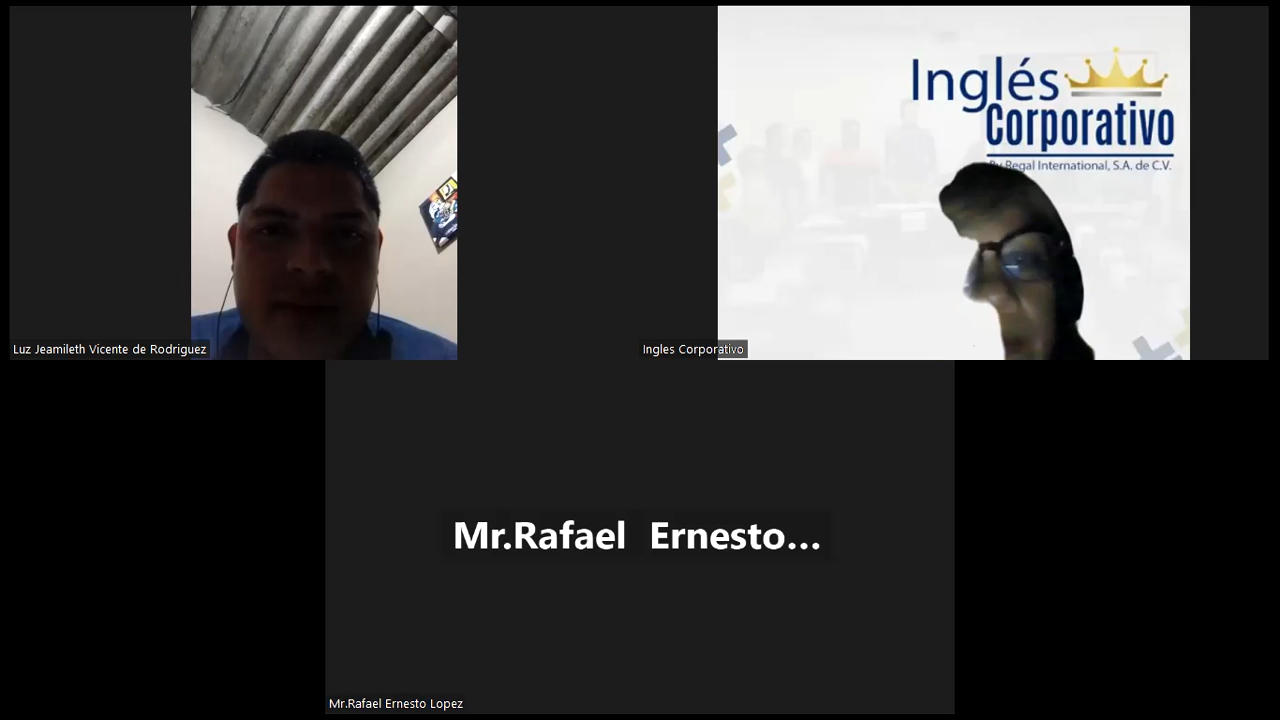 Inglés
Corporativo
By Regal International, S.A. de C.V.
Luz Jeamileth Vicente de Rodriguez
Ingles Corporativo
Mr.Rafael Ernesto...
Mr.Rafael Ernesto Lopez